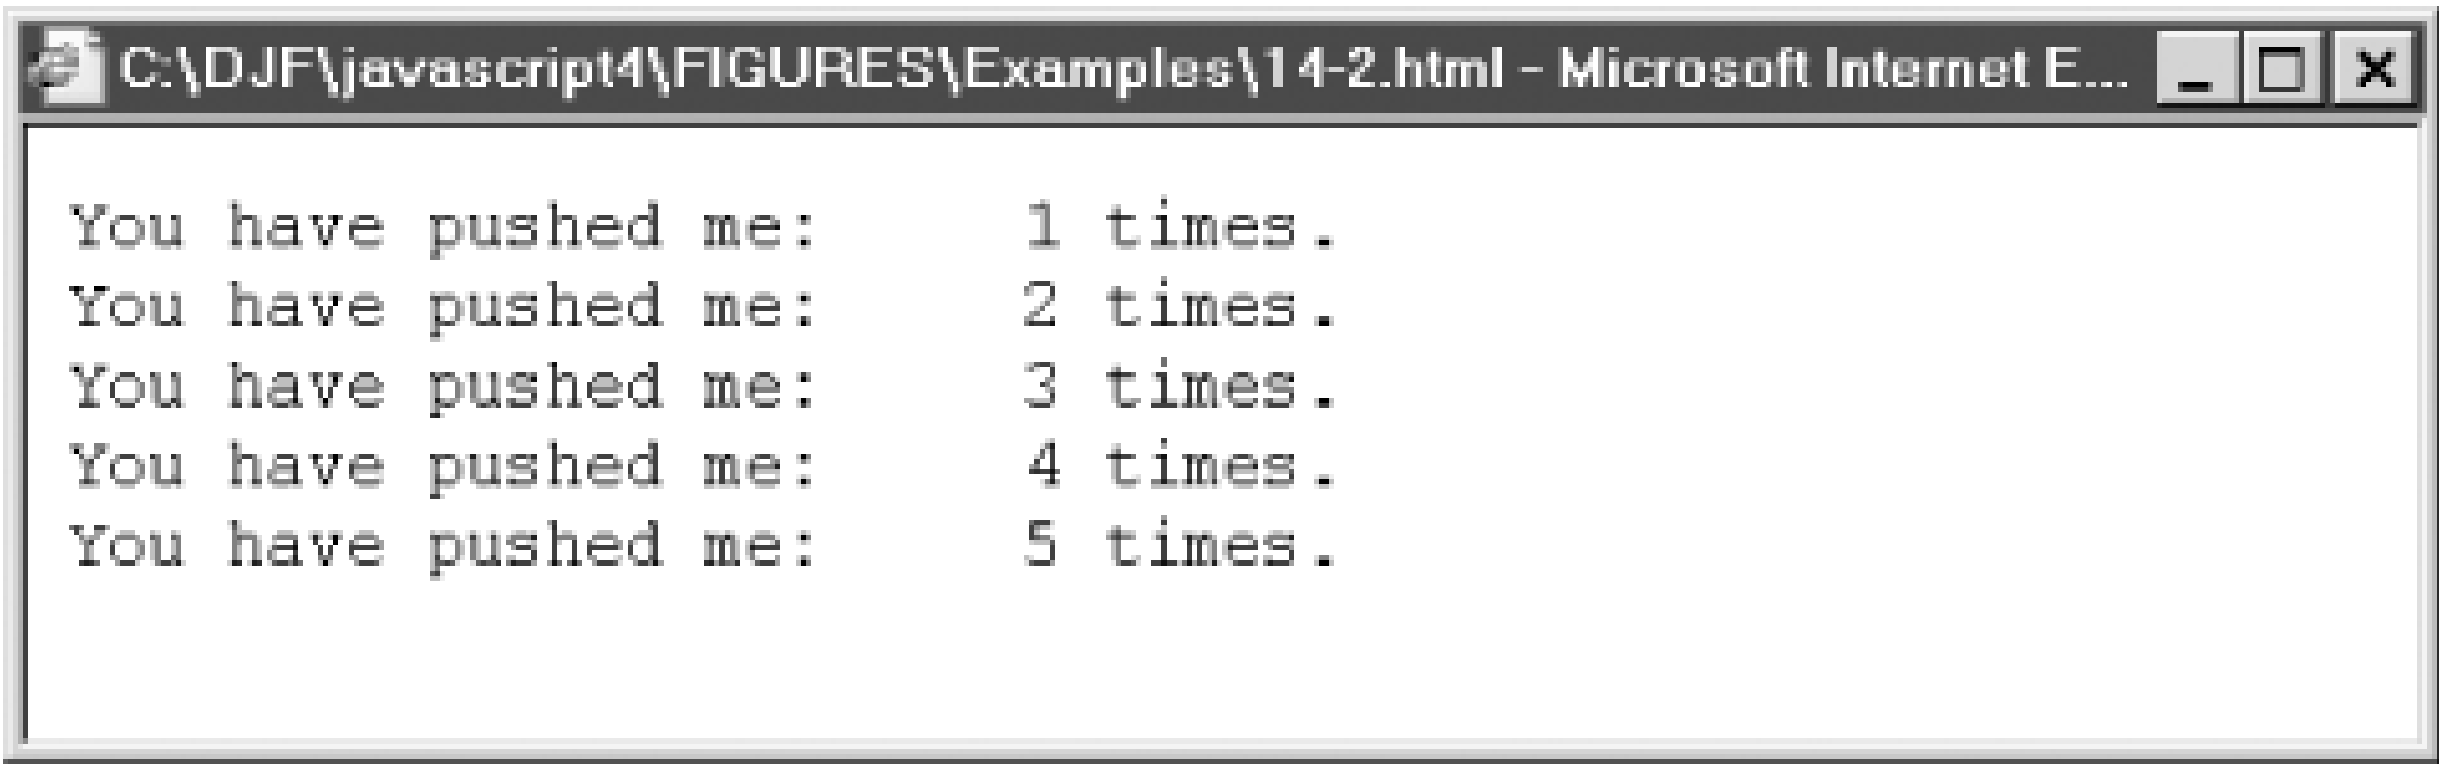 C:\DJF\javascript4\FIGURES\Examples\14-2.html - Microsoft Internet E...
You have pushed me:     1 times.
You have pushed me:     2 times.
You have pushed me:     3 times.
You have pushed me:     4 times.
You have pushed me:     5 times.